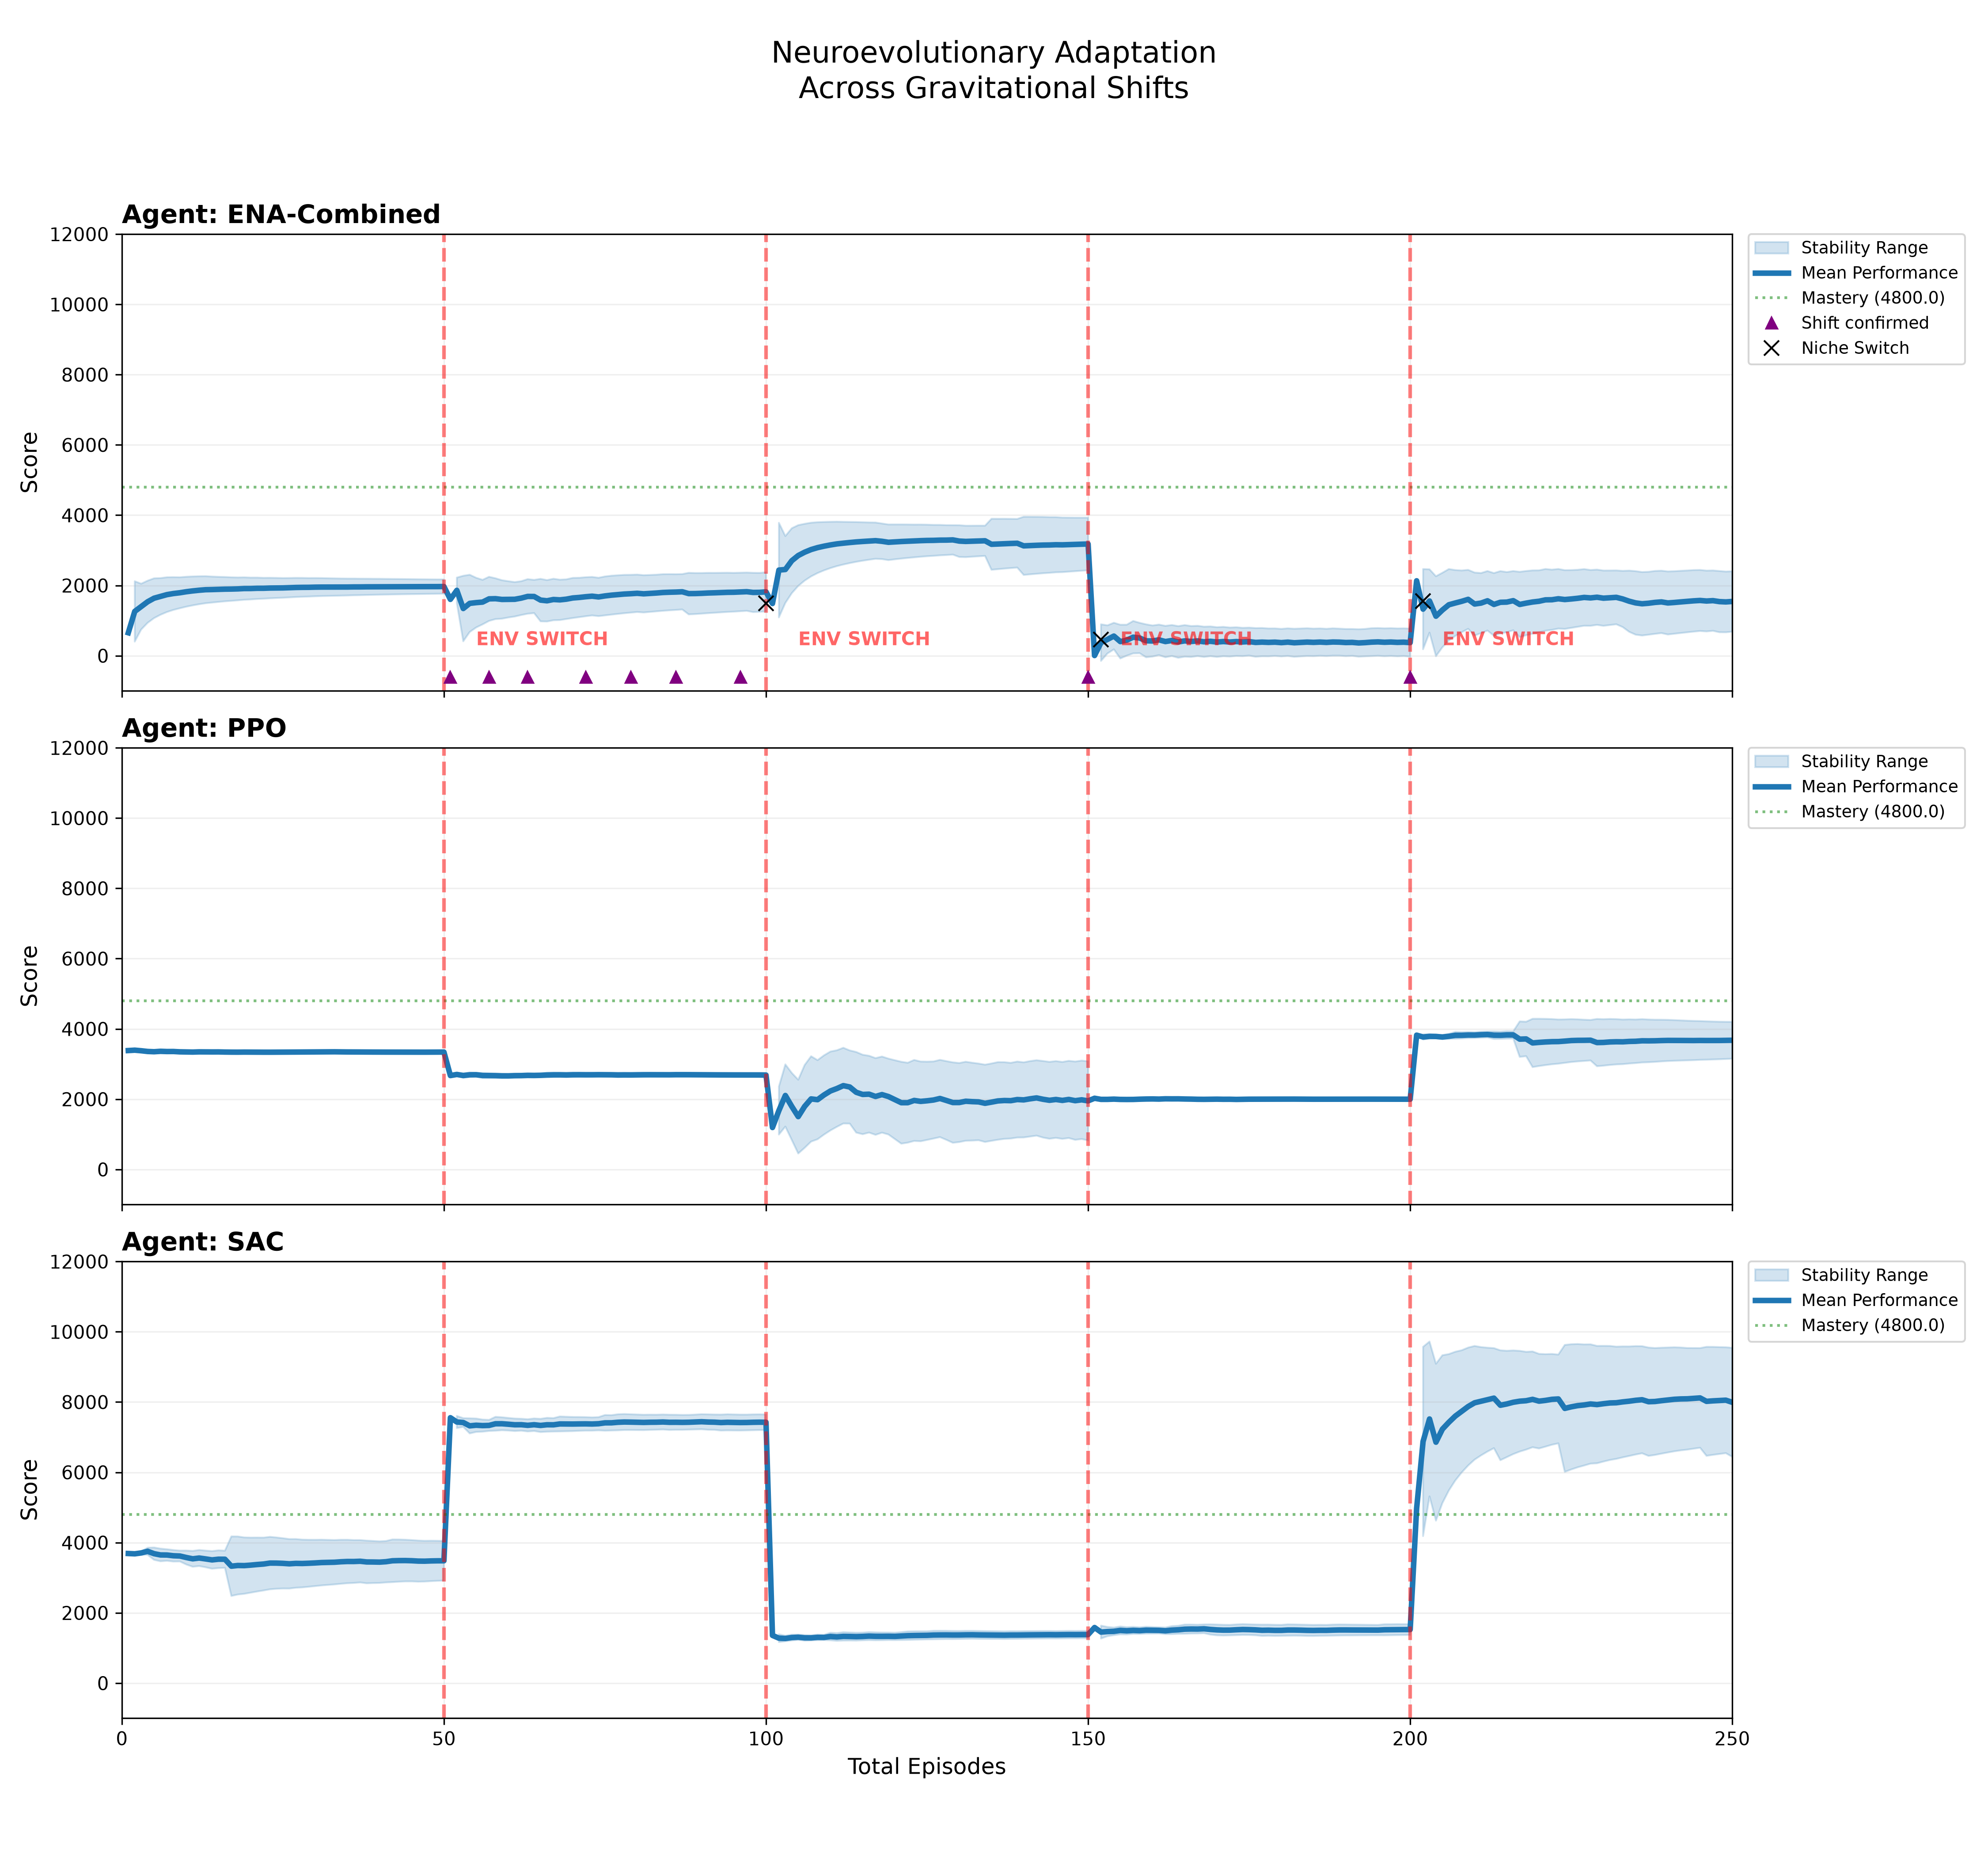 Neuroevolutionary Adaptation
Across Gravitational Shifts
Agent: ENA-Combined
12000
10000
8000
6000
4000
2000
0
Score
ENV SWITCH
ENV SWITCH
ENV SWITCH
ENV SWITCH
Stability Range
Mean Performance
Mastery (4800.0)
Shift confirmed
Niche Switch
Agent: PPO
12000
10000
8000
6000
4000
2000
0
Score
Stability Range
Mean Performance
Mastery (4800.0)
Agent: SAC
12000
10000
8000
6000
4000
2000
0
Score
Stability Range
Mean Performance
Mastery (4800.0)
0 50 100 150 200 250
Total Episodes